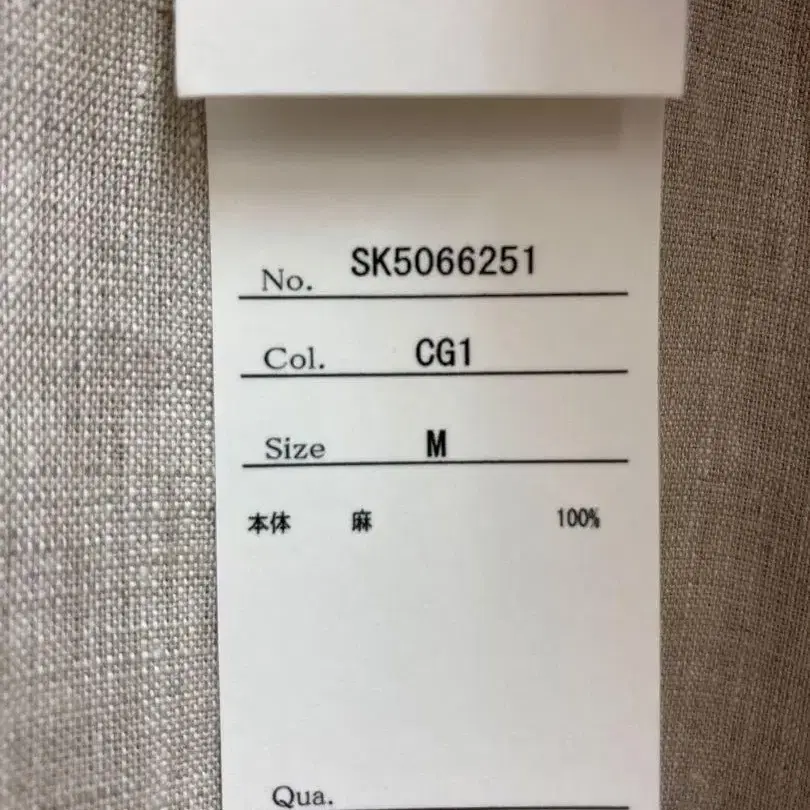 No. SK5066251
Col. CG1
Size M
本体 麻 100%
Qua.